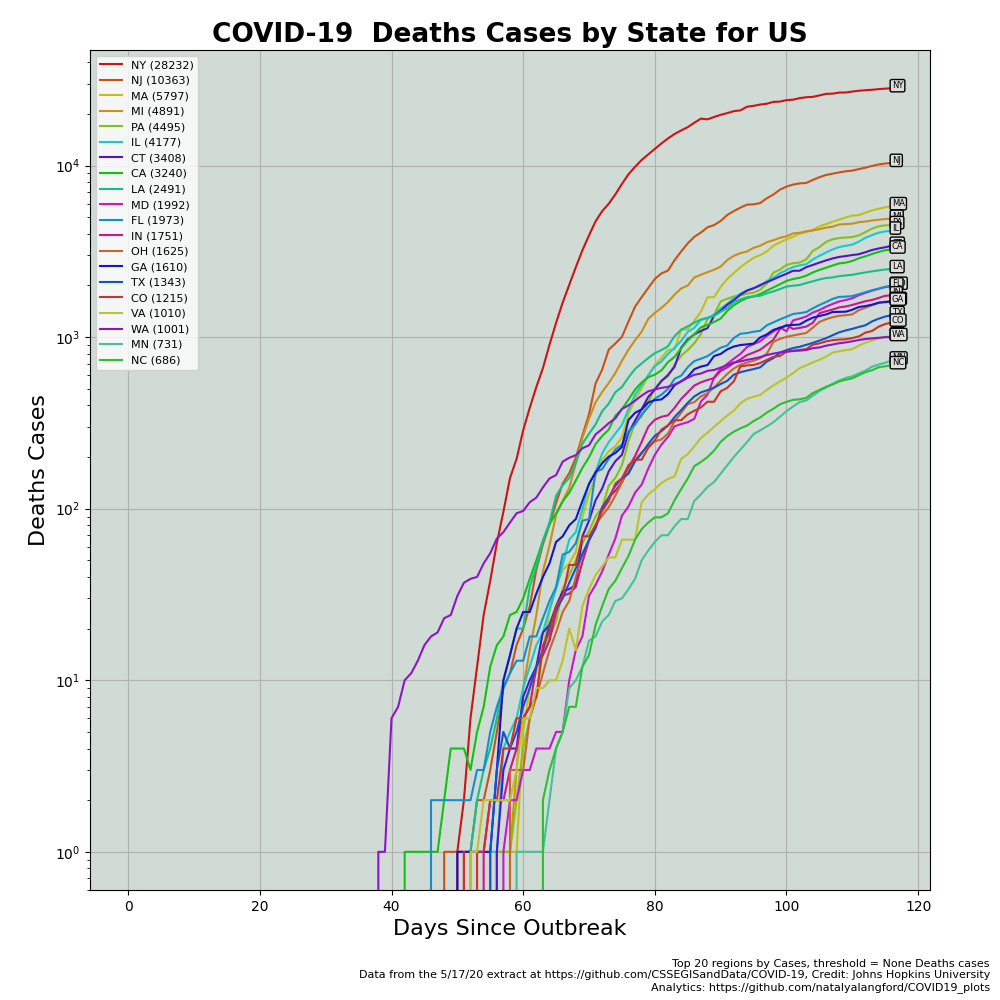 COVID-19  Deaths Cases by State for US
NY (28232)
NJ (10363)
MA (5797)
MI (4891)
PA (4495)
IL (4177)
CT (3408)
CA (3240)
LA (2491)
MD (1992)
FL (1973)
IN (1751)
OH (1625)
GA (1610)
TX (1343)
CO (1215)
VA (1010)
WA (1001)
MN (731)
NC (686)
NY
NJ
MA
IL
CA
LA
GA
TX
CO
WA
NC
Deaths Cases
10^4
10^3
10^2
10^1
10^0
0 20 40 60 80 100 120
Days Since Outbreak
Top 20 regions by Cases, threshold = None Deaths cases
Data from the 5/17/20 extract at https://github.com/CSSEGISandData/COVID-19, Credit: Johns Hopkins University
Analytics: https://github.com/natalyalangford/COVID19_plots